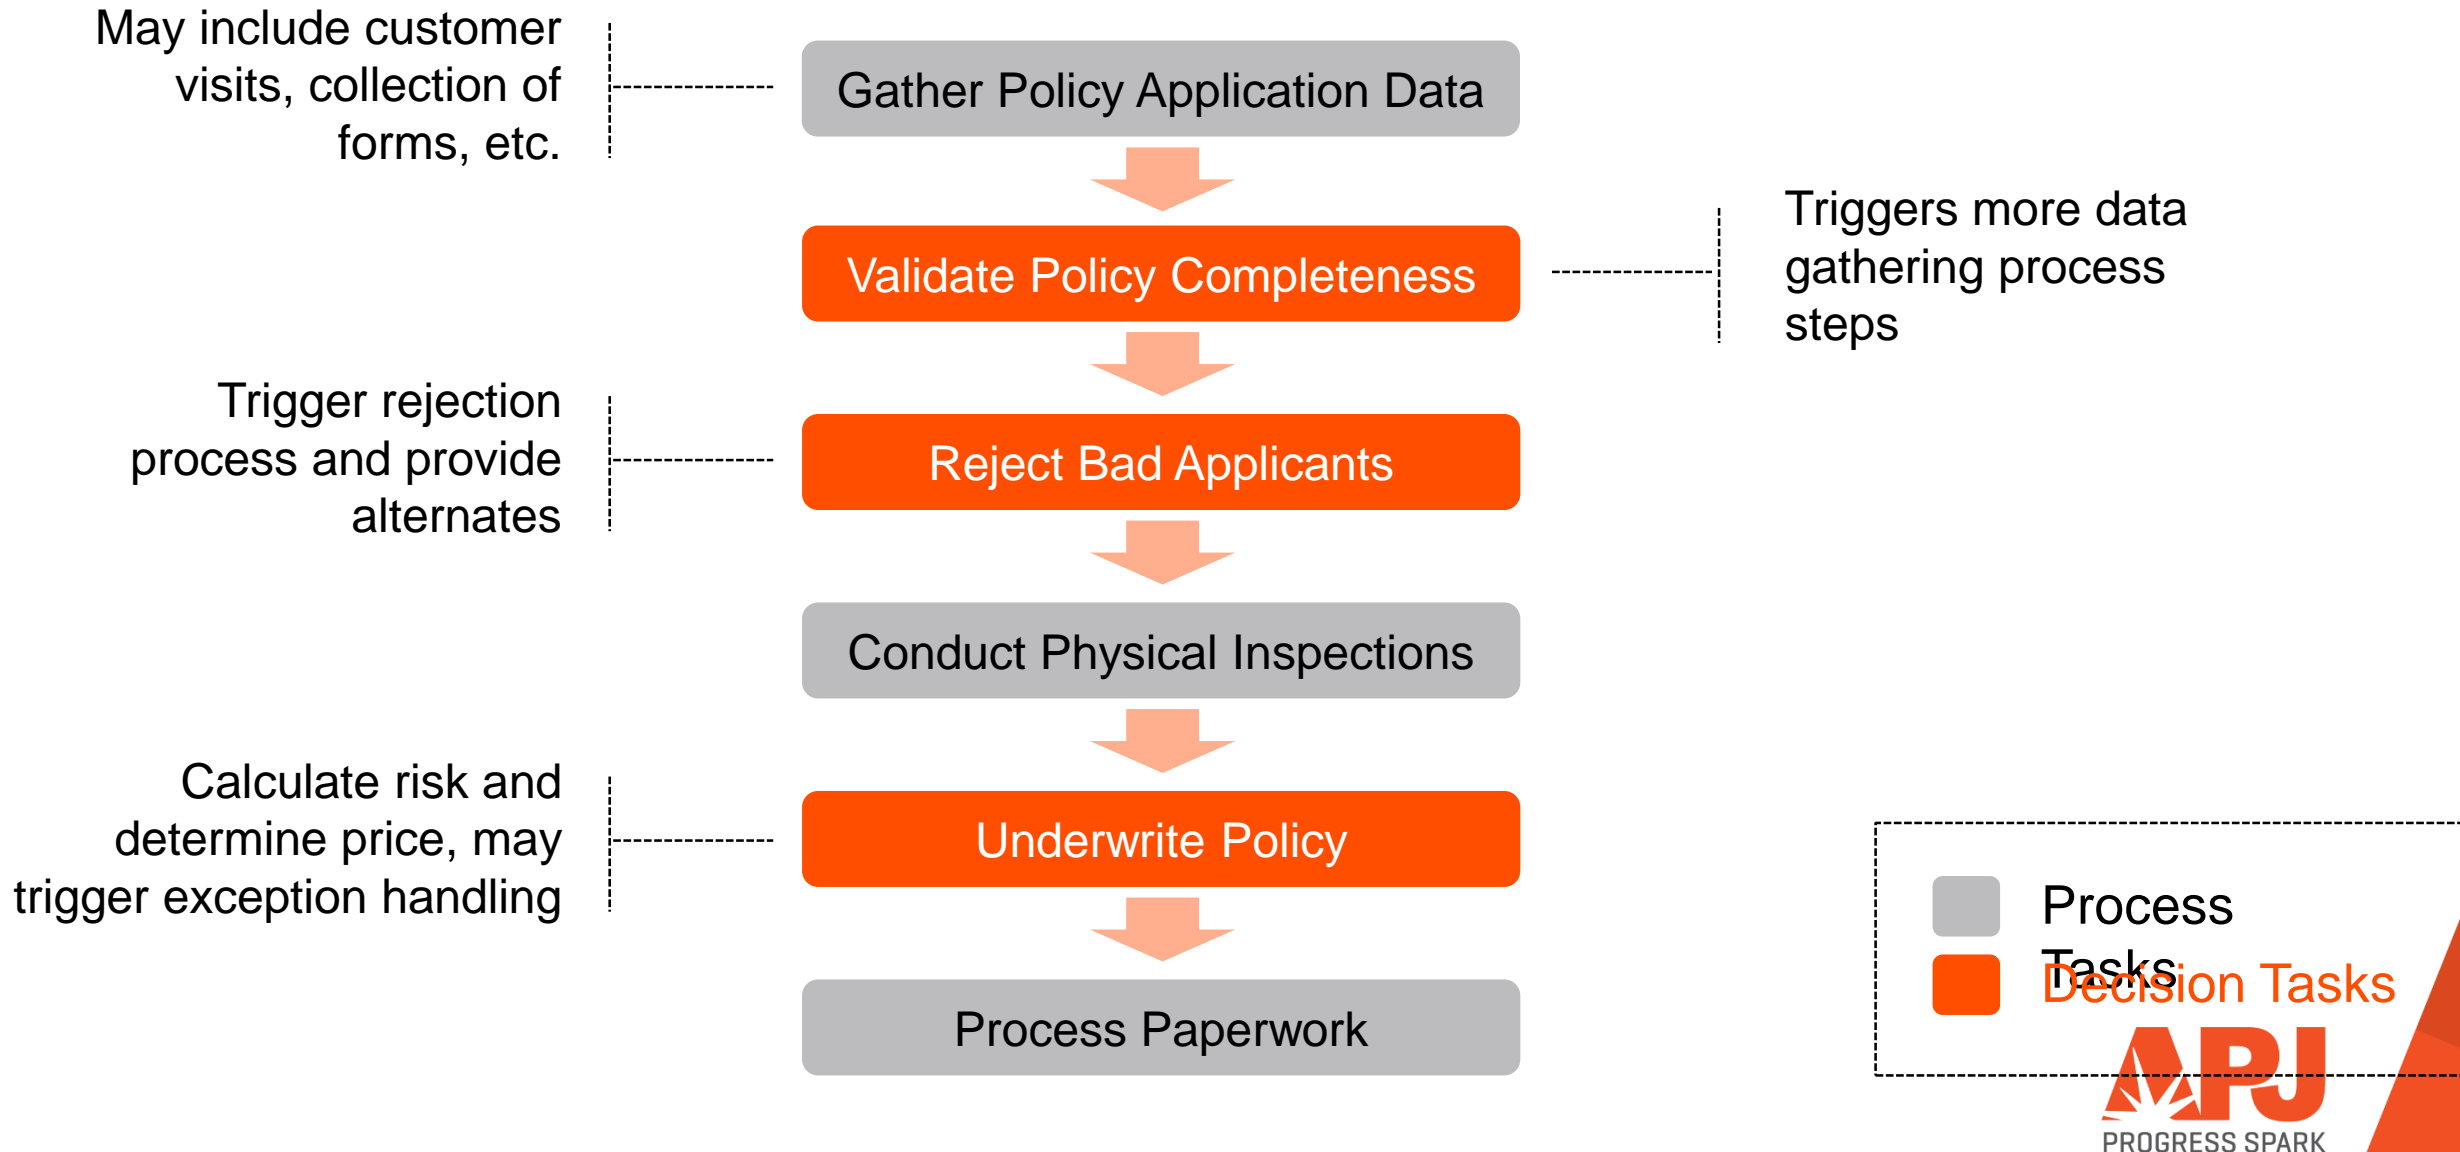 May include customer
visits, collection of
forms, etc.
Gather Policy Application Data
Validate Policy Completeness
Triggers more data
gathering process
steps
Trigger rejection
process and provide
alternates
Reject Bad Applicants
Conduct Physical Inspections
Calculate risk and
determine price, may
trigger exception handling
Underwrite Policy
Process Paperwork
Process
Tasks
Decision Tasks
APJ
PROGRESS SPARK